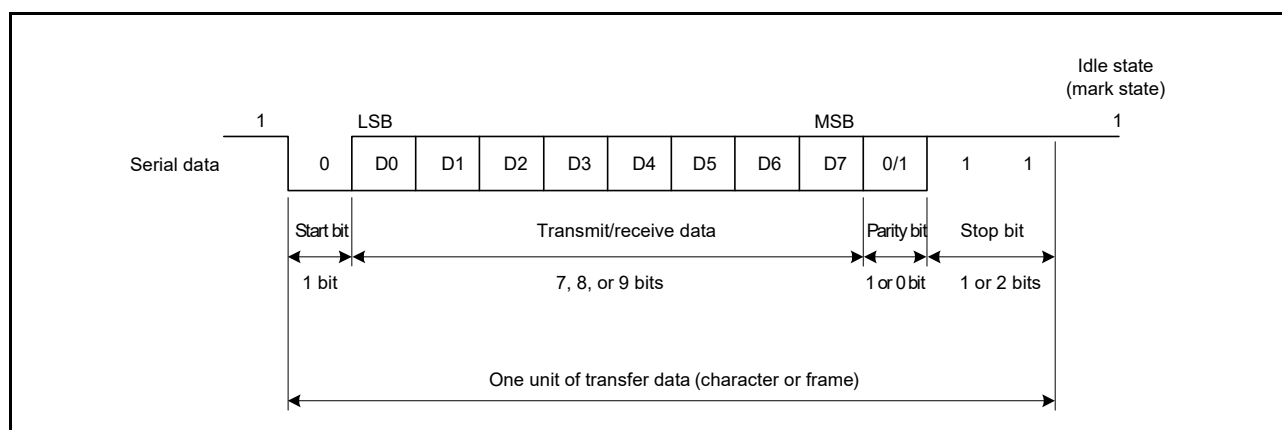 Idle state
(mark state)
1 LSB MSB 1
Serial data 0 D0 D1 D2 D3 D4 D5 D6 D7 0/1 1 1
Start bit Transmit/receive data Parity bit Stop bit
1 bit 7, 8, or 9 bits 1 or 0 bit 1 or 2 bits
One unit of transfer data (character or frame)